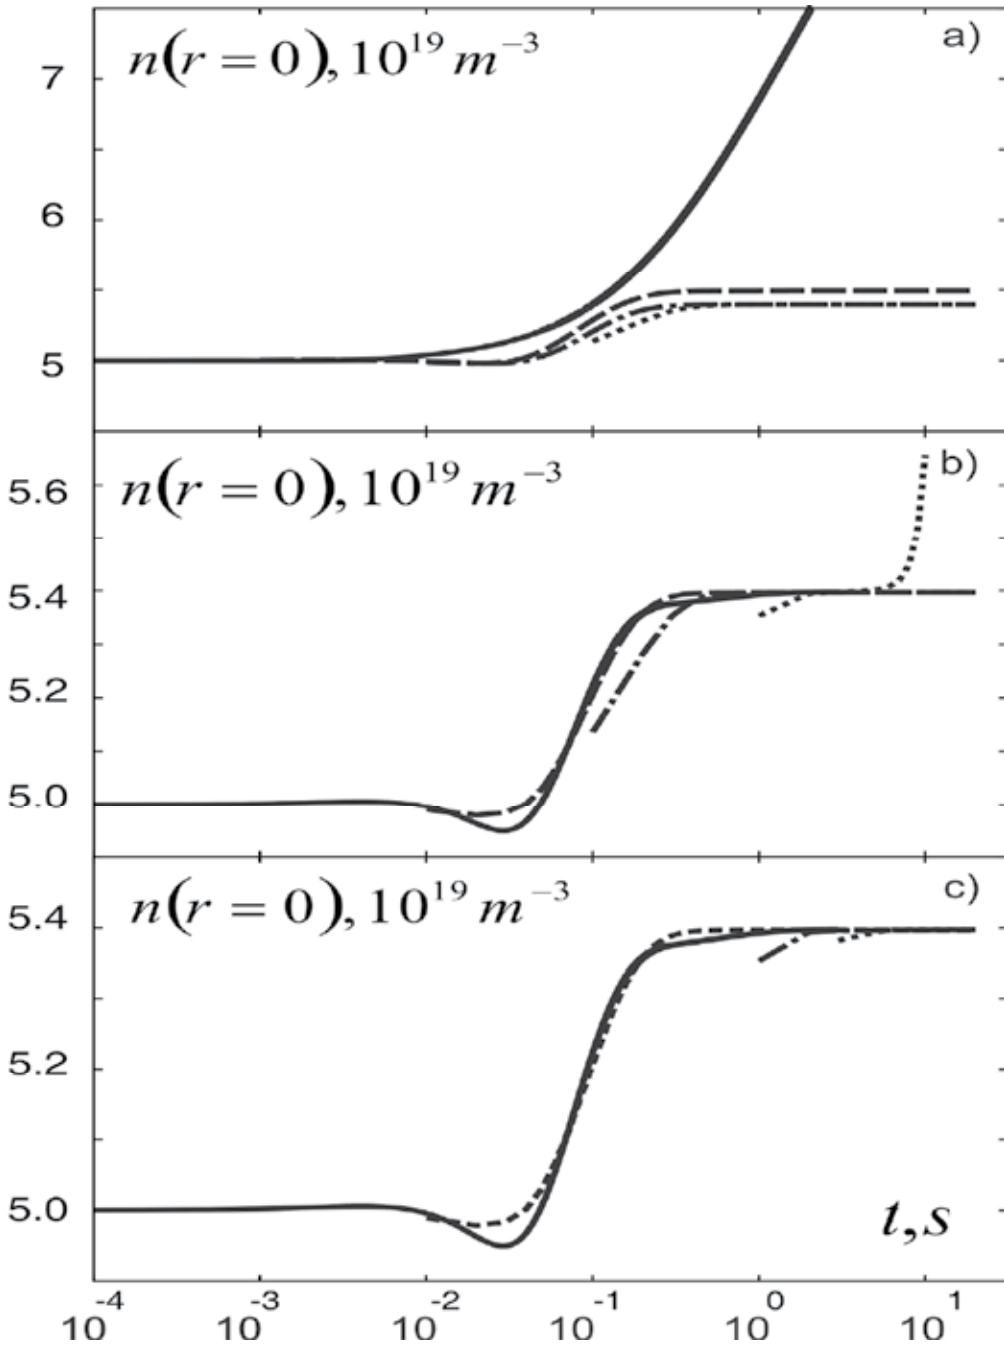 n(r = 0), 10¹⁹ m⁻³
a)
7
6
5
n(r = 0), 10¹⁹ m⁻³
b)
5.6
5.4
5.2
5.0
n(r = 0), 10¹⁹ m⁻³
c)
5.4
5.2
5.0
t,s
10⁻⁴ 10⁻³ 10⁻² 10⁻¹ 10⁰ 10¹